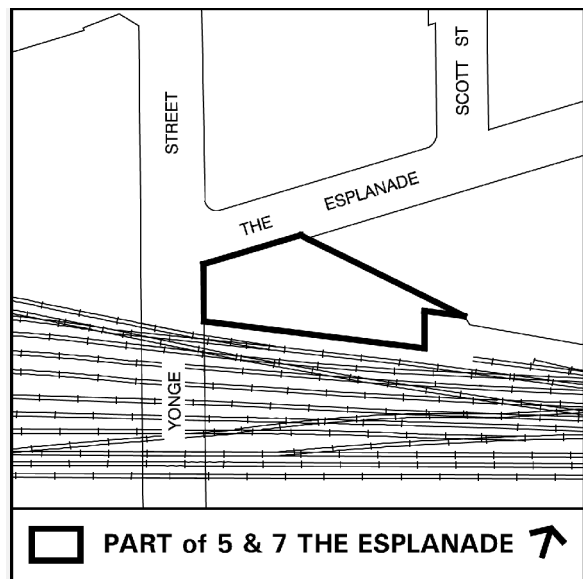 SCOTT ST
STREET
THE ESPLANADE
YONGE
PART of 5 & 7 THE ESPLANADE